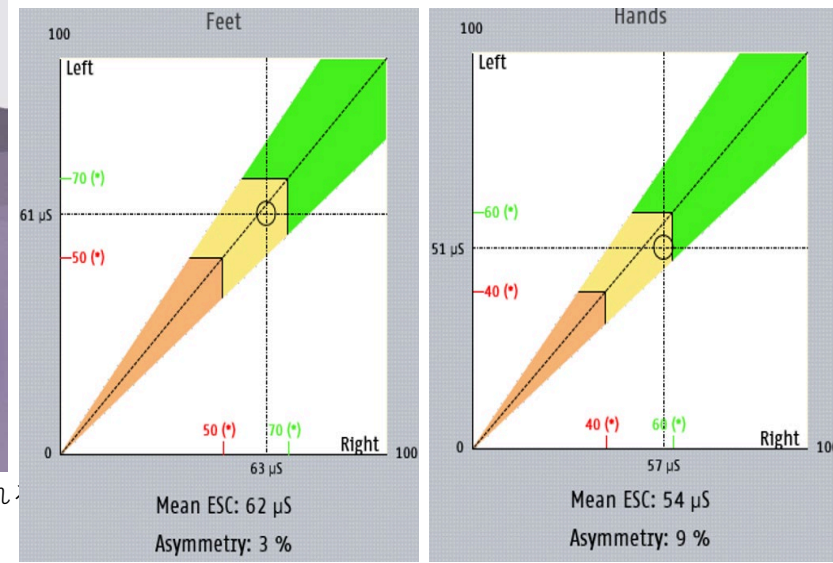 Feet
100
Left
70 (*)
61 µS
50 (*)
50 (*)
70 (*)
Right
0
100
63 µS
Mean ESC: 62 µS
Asymmetry: 3 %
Hands
100
Left
60 (*)
51 µS
40 (*)
40 (*)
60 (*)
Right
0
57 µS
Mean ESC: 54 µS
Asymmetry: 9 %